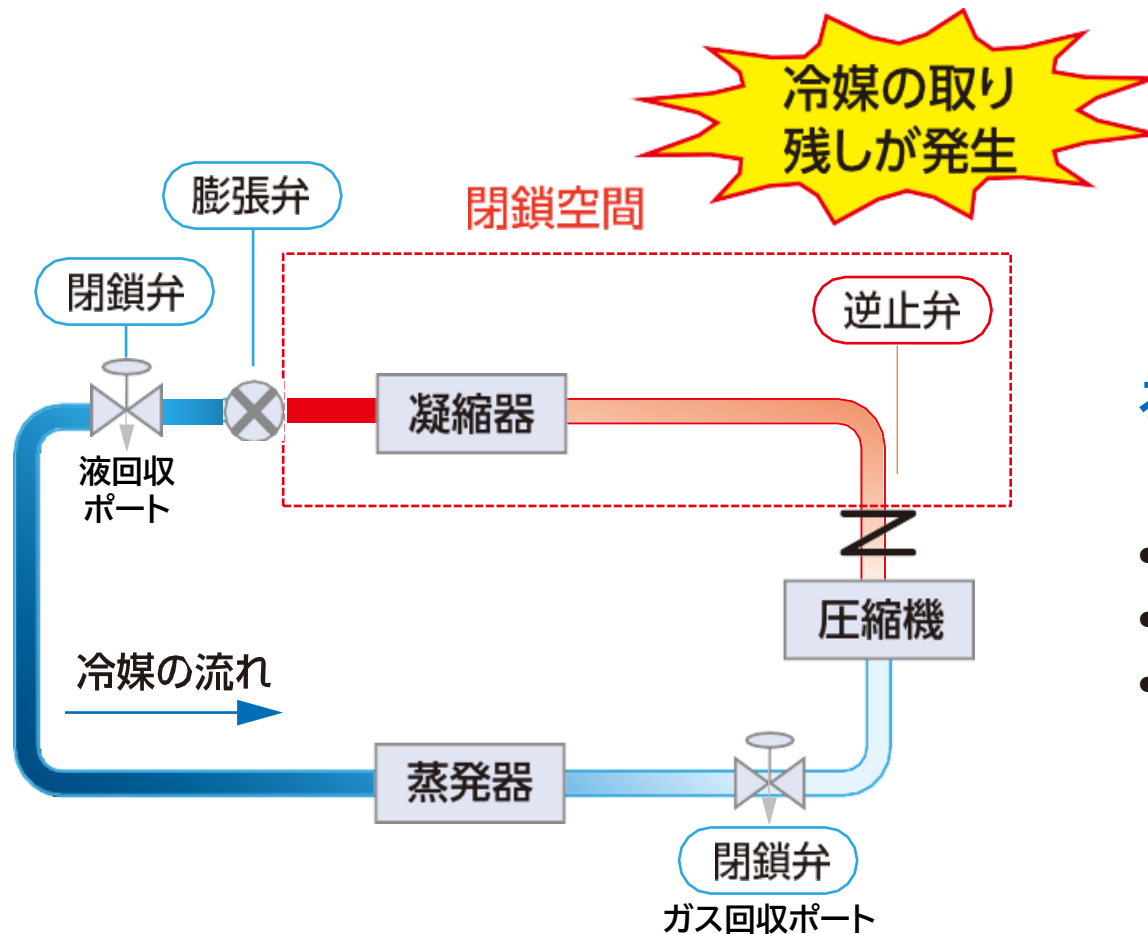 冷媒の取り
残しが発生
膨張弁
閉鎖空間
閉鎖弁
逆止弁
凝縮器
液回収
ポート
圧縮機
冷媒の流れ
蒸発器
閉鎖弁
ガス回収ポート